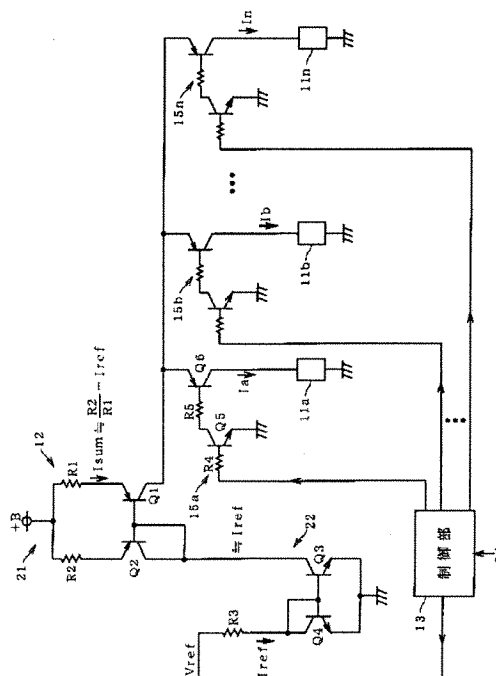 +B
21
12
R2
R1
Isum≒R2/R1-Iref
Q2
Q1
≒Iref
22
Vref
R3
Iref
Q4
Q3
13
制御部
15a
R4
R5
Q5
Q6
Ia
11a
15b
Ib
11b
•••
•••
15n
In
11n